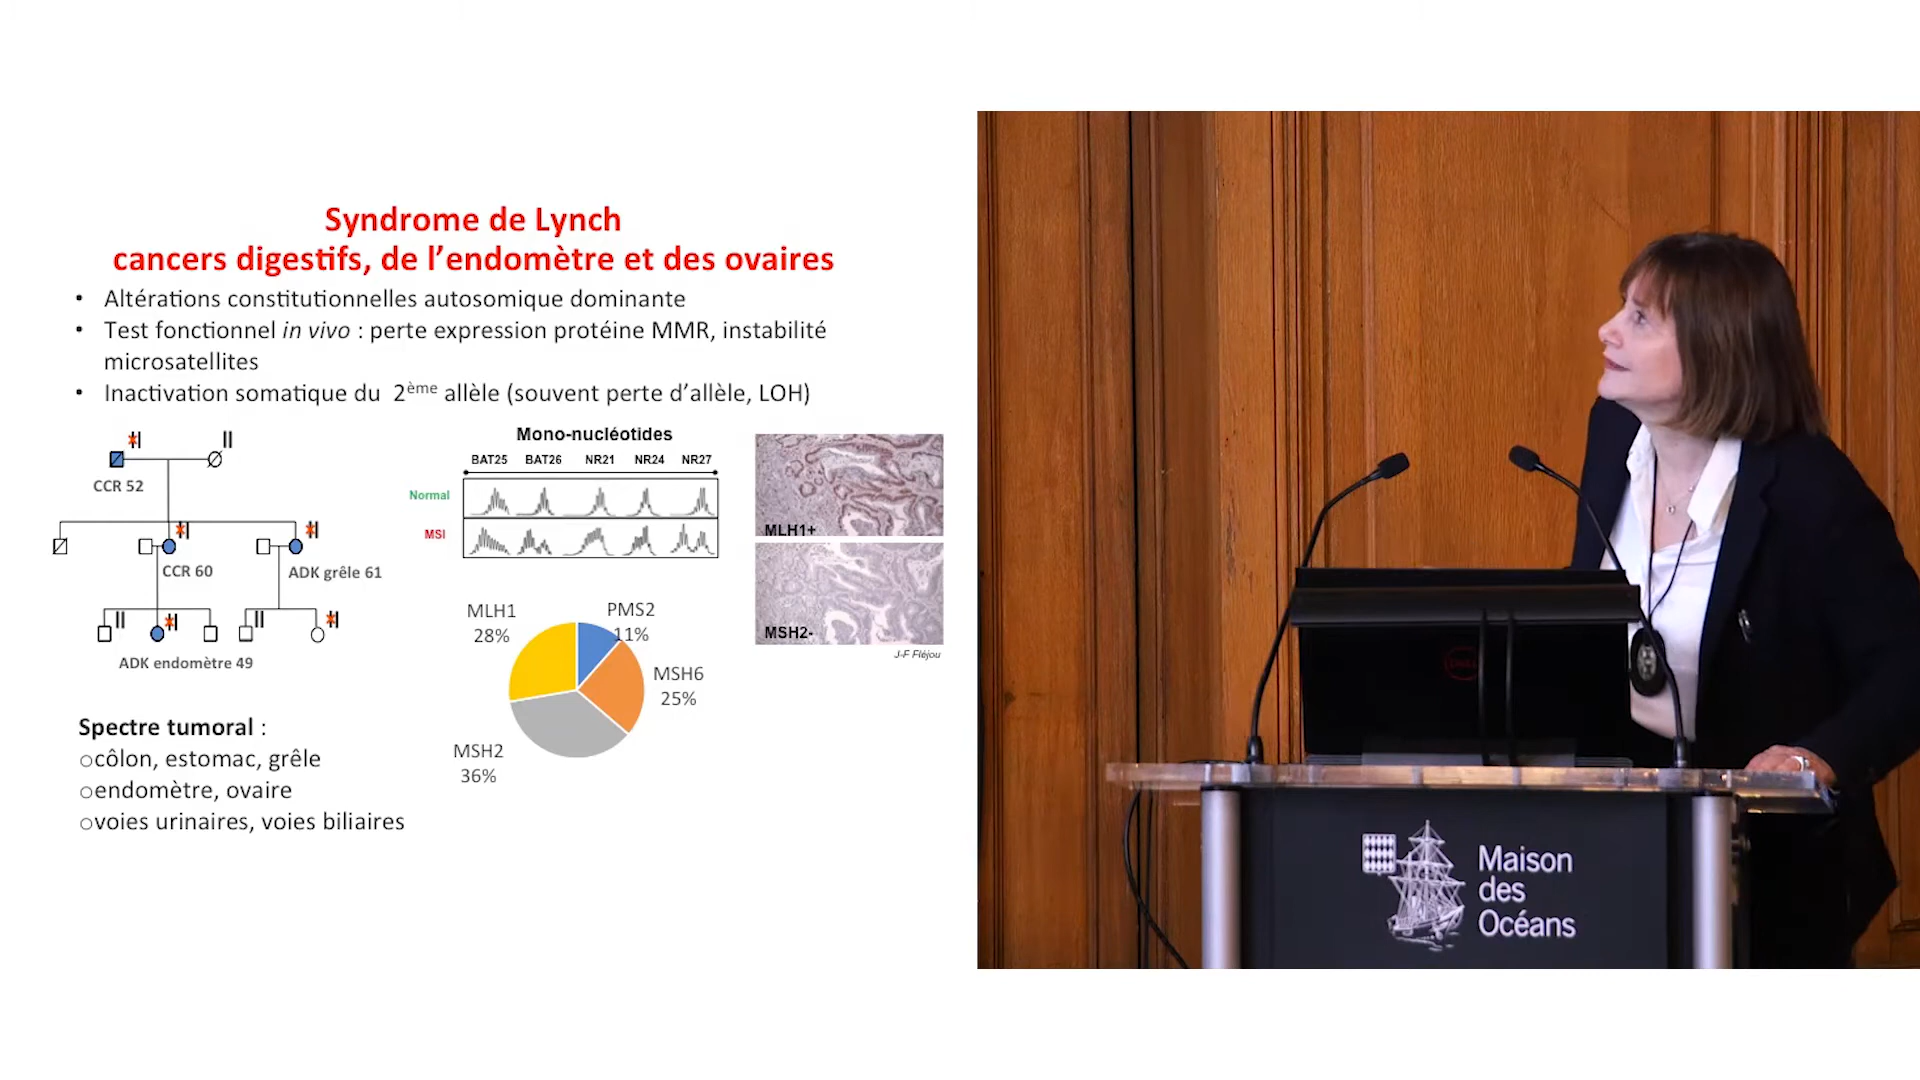 Syndrome de Lynch
cancers digestifs, de l’endomètre et des ovaires
• Altérations constitutionnelles autosomique dominante
• Test fonctionnel in vivo : perte expression protéine MMR, instabilité
microsatellites
• Inactivation somatique du 2ème allèle (souvent perte d’allèle, LOH)
CCR 52
CCR 60
ADK grêle 61
ADK endomètre 49
Mono-nucléotides
BAT25 BAT26 NR21 NR24 NR27
Normal
MSI
MLH1+
MSH2-
J-F Fléjou
MLH1
28%
PMS2
11%
MSH6
25%
MSH2
36%
Spectre tumoral :
○côlon, estomac, grêle
○endomètre, ovaire
○voies urinaires, voies biliaires
DELL
Maison
des
Océans